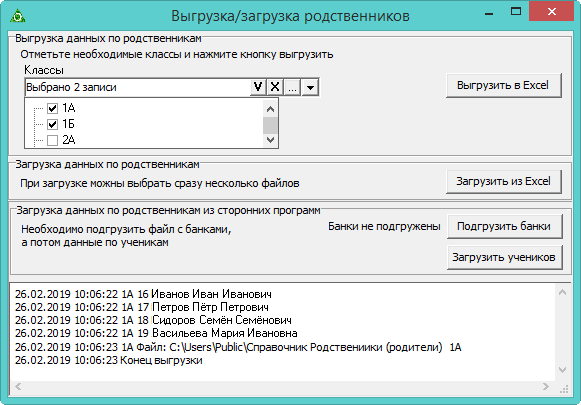 Выгрузка/загрузка родственников
Выгрузка данных по родственникам
Отметьте необходимые классы и нажмите кнопку выгрузить
Классы
Выбрано 2 записи V X ...
Выгрузить в Excel
1А
1Б
2А
Загрузка данных по родственникам
При загрузке можны выбрать сразу несколько файлов
Загрузить из Excel
Загрузка данных по родственникам из сторонних программ
Необходимо подгрузить файл с банками,
а потом данные по ученикам
Банки не подгружены
Подгрузить банки
Загрузить учеников
26.02.2019 10:06:22 1А 16 Иванов Иван Иванович
26.02.2019 10:06:22 1А 17 Петров Пётр Петрович
26.02.2019 10:06:22 1А 18 Сидоров Семён Семёнович
26.02.2019 10:06:22 1А 19 Васильева Мария Ивановна
26.02.2019 10:06:23 1А Файл: C:\Users\Public\Справочник Родствениики (родители) 1А
26.02.2019 10:06:23 Конец выгрузки